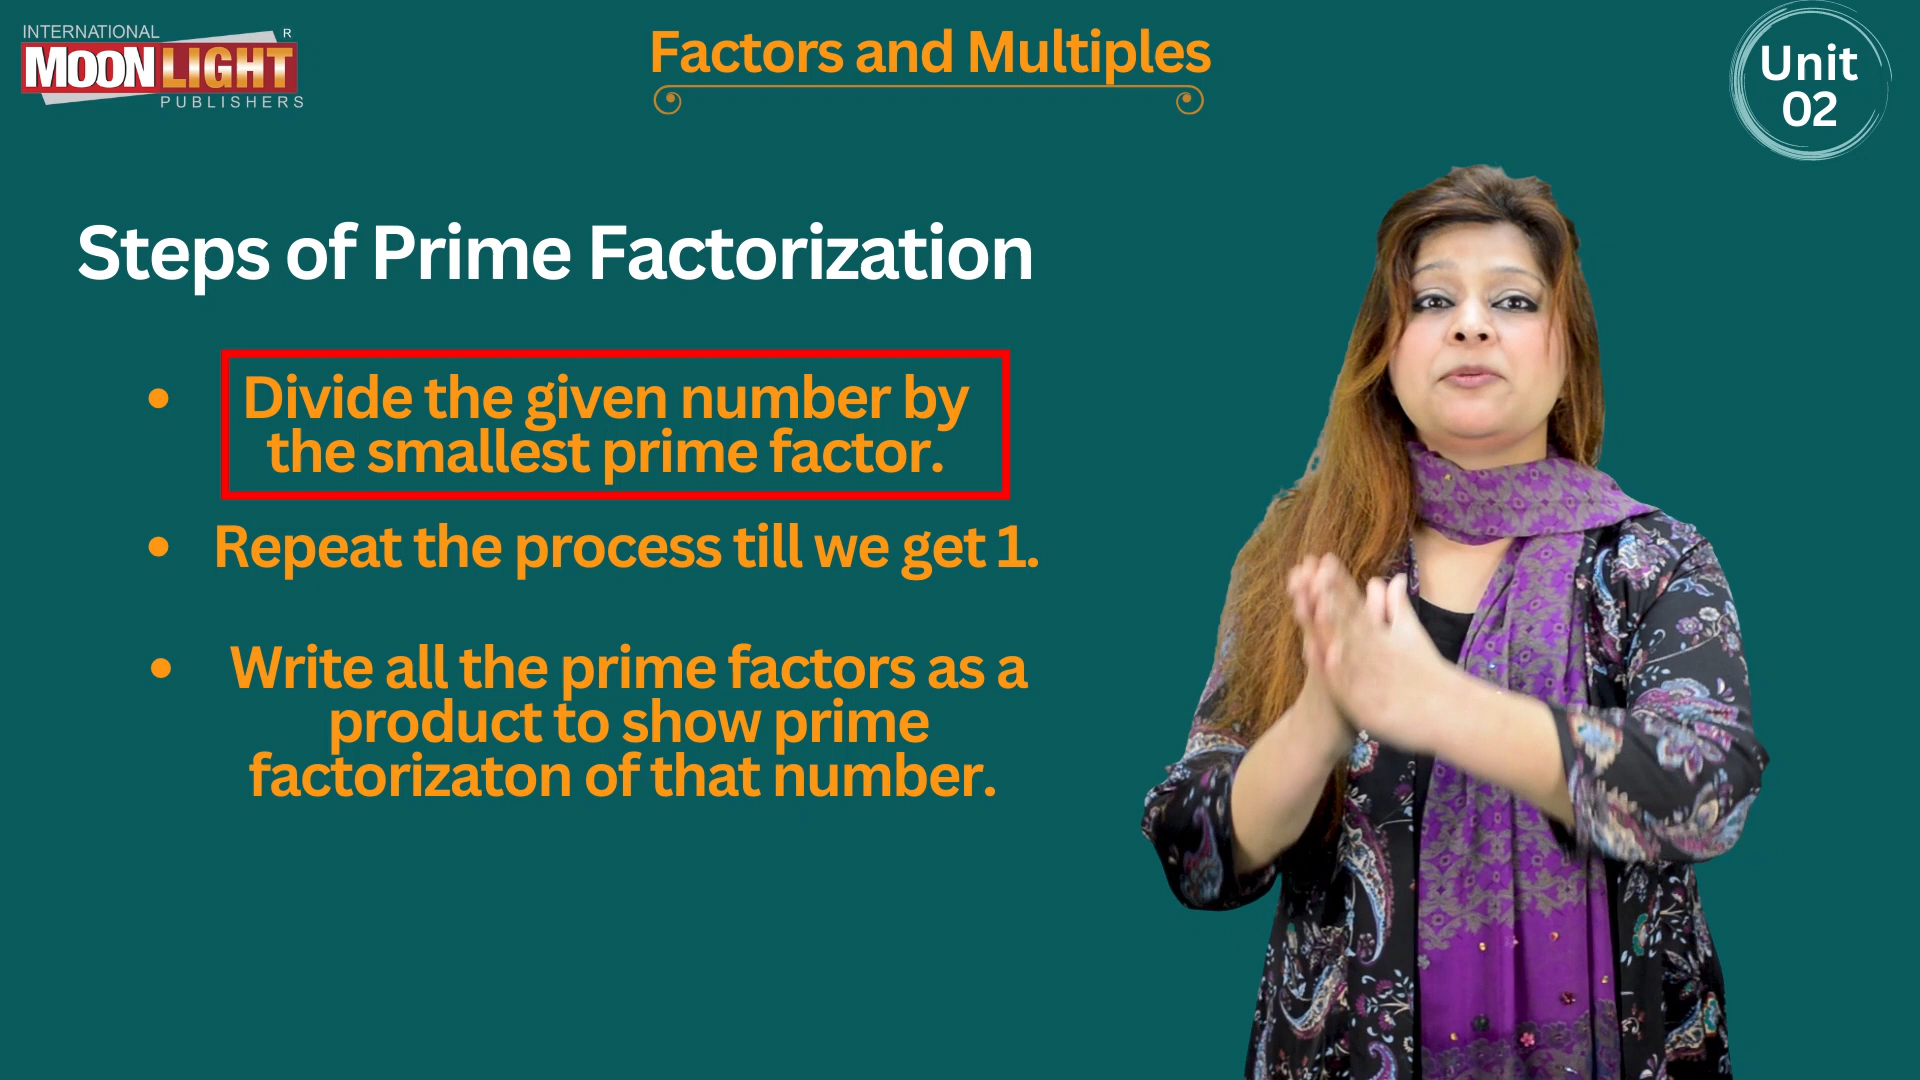 INTERNATIONAL
R
MOONLIGHT
PUBLISHERS
Factors and Multiples
Unit
02
Steps of Prime Factorization
• Divide the given number by
the smallest prime factor.
• Repeat the process till we get 1.
• Write all the prime factors as a
product to show prime
factorizaton of that number.